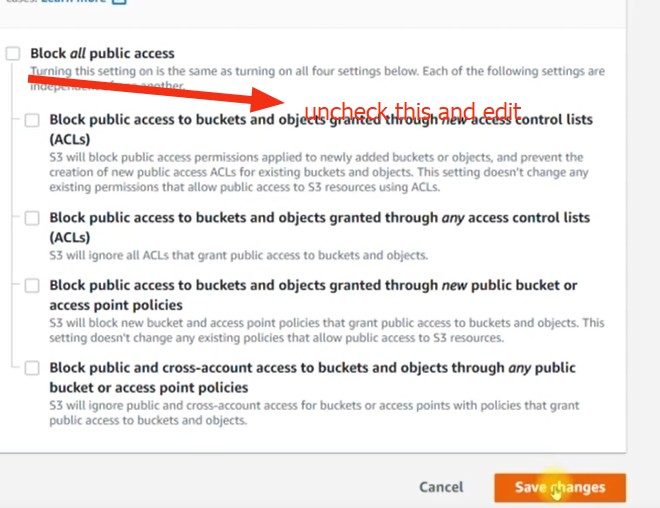 cases. Learn more
Block all public access
Turning this setting on is the same as turning on all four settings below. Each of the following settings are
independent from one another.
uncheck this and edit
Block public access to buckets and objects granted through new access control lists
(ACLs)
S3 will block public access permissions applied to newly added buckets or objects, and prevent the
creation of new public access ACLs for existing buckets and objects. This setting doesn't change any
existing permissions that allow public access to S3 resources using ACLs.
Block public access to buckets and objects granted through any access control lists
(ACLs)
S3 will ignore all ACLs that grant public access to buckets and objects.
Block public access to buckets and objects granted through new public bucket or
access point policies
S3 will block new bucket and access point policies that grant public access to buckets and objects. This
setting doesn't change any existing policies that allow public access to S3 resources.
Block public and cross-account access to buckets and objects through any public
bucket or access point policies
S3 will ignore public and cross-account access for buckets or access points with policies that grant
public access to buckets and objects.
Cancel
Save changes